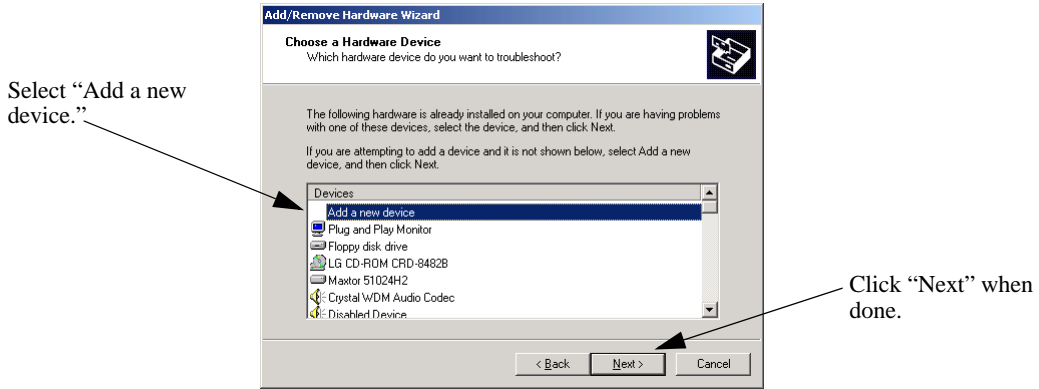 Add/Remove Hardware Wizard
Choose a Hardware Device
Which hardware device do you want to troubleshoot?
Select “Add a new
device.”
The following hardware is already installed on your computer. If you are having problems
with one of these devices, select the device, and then click Next.
If you are attempting to add a device and it is not shown below, select Add a new
device, and then click Next.
Devices
Add a new device
Plug and Play Monitor
Floppy disk drive
LG CD-ROM CRD-8482B
Maxtor 51024H2
Crystal WDM Audio Codec
Disabled Device
Click “Next” when
done.
< Back
Next >
Cancel